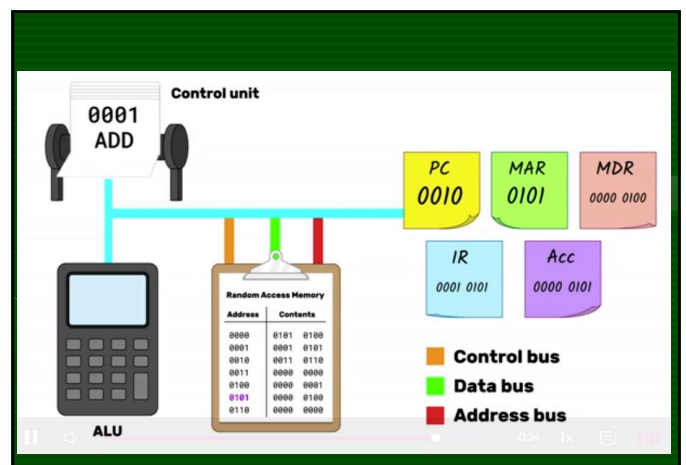 Control unit
0001
ADD
PC
0010
MAR
0101
MDR
0000 0100
IR
0001 0101
Acc
0000 0101
Random Access Memory
Address Contents
0000 0101 0100
0001 0001 0101
0010 0011 0110
0011 0000 0000
0100 0000 0001
0101 0000 0100
0110 0000 0000
Control bus
Data bus
Address bus
ALU
-0:34 1x HD